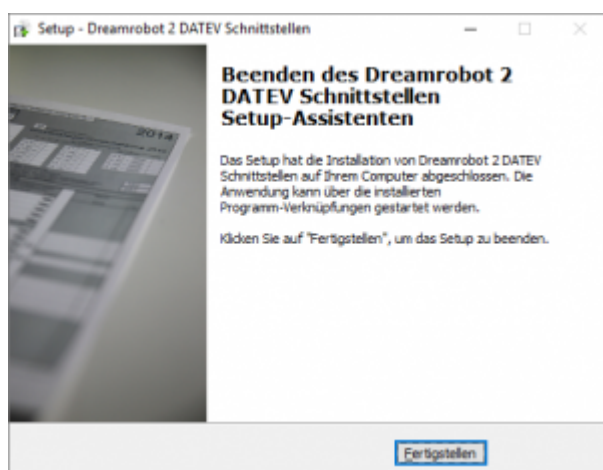 Setup - Dreamrobot 2 DATEV Schnittstellen
2014
Beenden des Dreamrobot 2
DATEV Schnittstellen
Setup-Assistenten
Das Setup hat die Installation von Dreamrobot 2 DATEV
Schnittstellen auf Ihrem Computer abgeschlossen. Die
Anwendung kann über die installierten
Programm-Verknüpfungen gestartet werden.
Klicken Sie auf "Fertigstellen", um das Setup zu beenden.
Fertigstellen